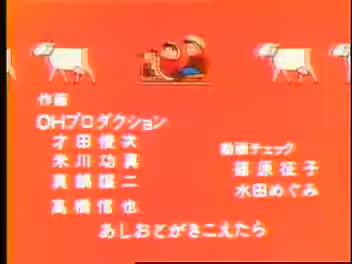 作画
OHプロダクション
才田俊次
米川功真
真鍋譲二
高橋信也
動画チェック
篠原征子
水田めぐみ
あしおとがきこえたら